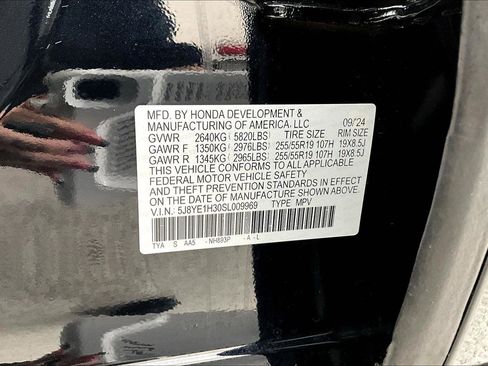 MFD. BY HONDA DEVELOPMENT & 09/24
MANUFACTURING OF AMERICA, LLC
GVWR 2640KG ( 5820LBS) TIRE SIZE RIM SIZE
GAWR F 1350KG ( 2976LBS) 255/55R19 107H 19X8.5J
GAWR R 1345KG ( 2965LBS) 255/55R19 107H 19X8.5J
THIS VEHICLE CONFORMS TO ALL APPLICABLE
FEDERAL MOTOR VEHICLE SAFETY
AND THEFT PREVENTION STANDARDS IN EFFECT
ON THE DATE OF MANUFACTURE SHOWN ABOVE.
V.I.N. 5J8YE1H30SL009969 TYPE MPV
TYA S AA5 -NH893P -A -L